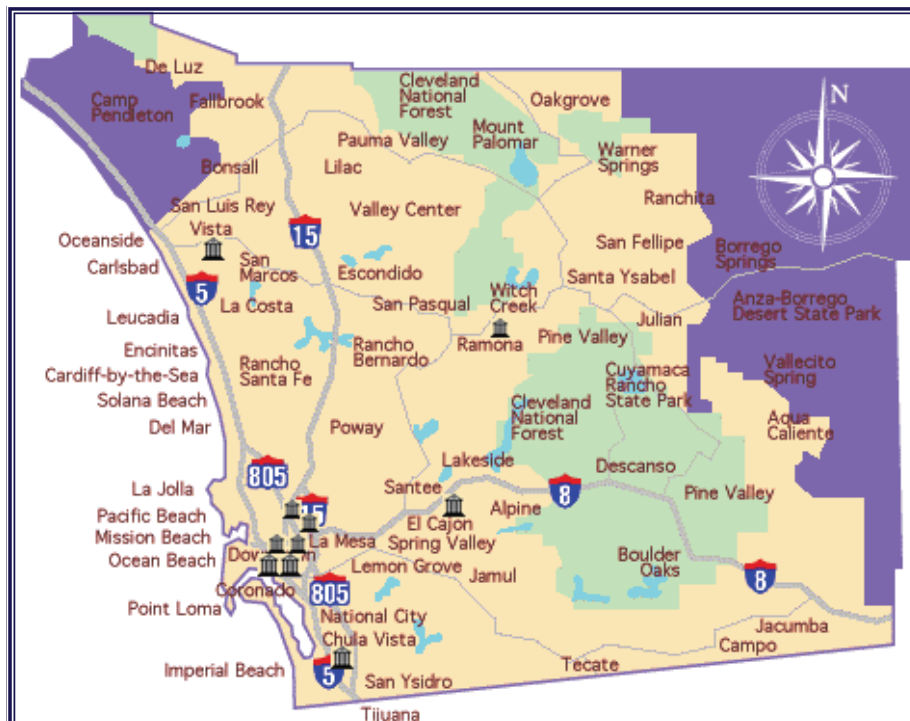 De Luz
Camp
Pendleton
Fallbrook
Cleveland
National
Forest
Oakgrove
N
Mount
Palomar
Pauma Valley
Warner
Springs
Bonsall
Lilac
Ranchita
San Luis Rey
Vista
Valley Center
15
Oceanside
San Fellipe
Borrego
Springs
Carlsbad
San
Marcos
Escondido
Santa Ysabel
5
La Costa
San Pasqual
Witch
Creek
Anza-Borrego
Desert State Park
Leucadia
Julian
Ramona
Pine Valley
Encinitas
Rancho
Bernardo
Cardiff-by-the-Sea
Rancho
Santa Fe
Cuyamaca
Rancho
State Park
Vallecito
Spring
Solana Beach
Cleveland
National
Forest
Del Mar
Poway
Aqua
Caliente
805
Lakeside
Descanso
La Jolla
Santee
8
Pine Valley
Pacific Beach
15
El Cajon
Alpine
Mission Beach
La Mesa
Spring Valley
Ocean Beach
Lemon Grove
Jamul
Boulder
Oaks
8
Coronado
805
Point Loma
National City
Jacumba
Chula Vista
Campo
Imperial Beach
5
Tecate
San Ysidro
Tijuana